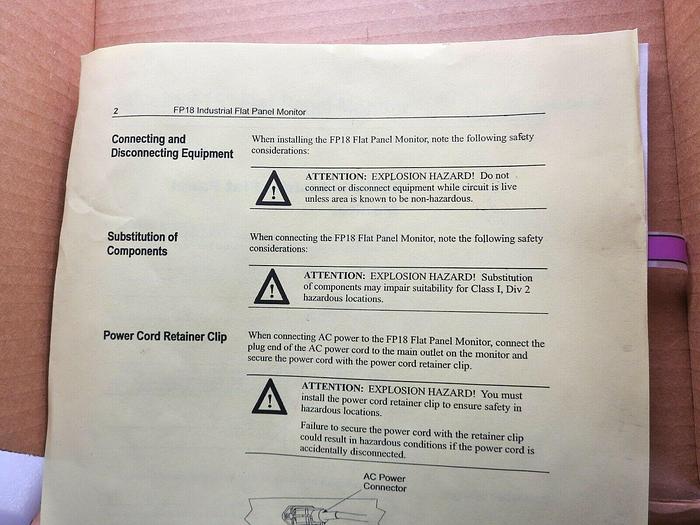 2 FP18 Industrial Flat Panel Monitor
Connecting and
Disconnecting Equipment
When installing the FP18 Flat Panel Monitor, note the following safety
considerations:
ATTENTION: EXPLOSION HAZARD! Do not
connect or disconnect equipment while circuit is live
unless area is known to be non-hazardous.
Substitution of
Components
When connecting the FP18 Flat Panel Monitor, note the following safety
considerations:
ATTENTION: EXPLOSION HAZARD! Substitution
of components may impair suitability for Class I, Div 2
hazardous locations.
Power Cord Retainer Clip
When connecting AC power to the FP18 Flat Panel Monitor, connect the
plug end of the AC power cord to the main outlet on the monitor and
secure the power cord with the power cord retainer clip.
ATTENTION: EXPLOSION HAZARD! You must
install the power cord retainer clip to ensure safety in
hazardous locations.
Failure to secure the power cord with the retainer clip
could result in hazardous conditions if the power cord is
accidentally disconnected.
AC Power
Connector